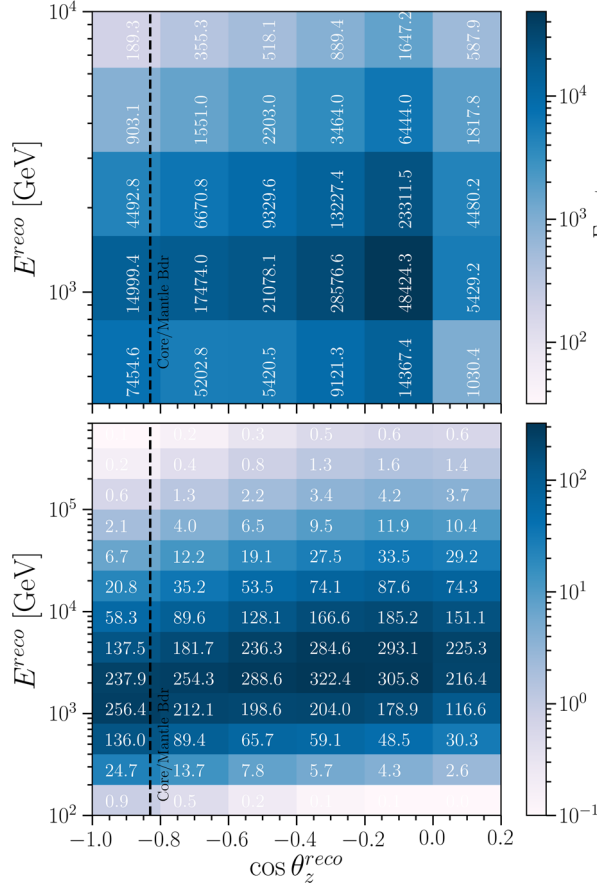 10^4
189.3 355.3 518.1 889.4 1647.2 587.9
903.1 1551.0 2203.0 3464.0 6444.0 1817.8
4492.8 6670.8 9329.6 13227.4 23311.5 4480.2
14999.4 17474.0 21078.1 28576.6 48424.3 5429.2
7454.6 5202.8 5420.5 9121.3 14367.4 1030.4
10^3
E^{reco} [GeV]
Core/Mantle Bdr
10^4
10^3
10^2
0.2 0.3 0.5 0.6 0.6
0.2 0.4 0.8 1.3 1.6 1.4
0.6 1.3 2.2 3.4 4.2 3.7
2.1 4.0 6.5 9.5 11.9 10.4
6.7 12.2 19.1 27.5 33.5 29.2
20.8 35.2 53.5 74.1 87.6 74.3
58.3 89.6 128.1 166.6 185.2 151.1
137.5 181.7 236.3 284.6 293.1 225.3
237.9 254.3 288.6 322.4 305.8 216.4
256.4 212.1 198.6 204.0 178.9 116.6
136.0 89.4 65.7 59.1 48.5 30.3
24.7 13.7 7.8 5.7 4.3 2.6
0.9 0.5 0.2
10^5
10^4
10^3
10^2
E^{reco} [GeV]
Core/Mantle Bdr
10^2
10^1
10^0
10^{−1}
−1.0 −0.8 −0.6 −0.4 −0.2 0.0 0.2
cos θ_z^{reco}